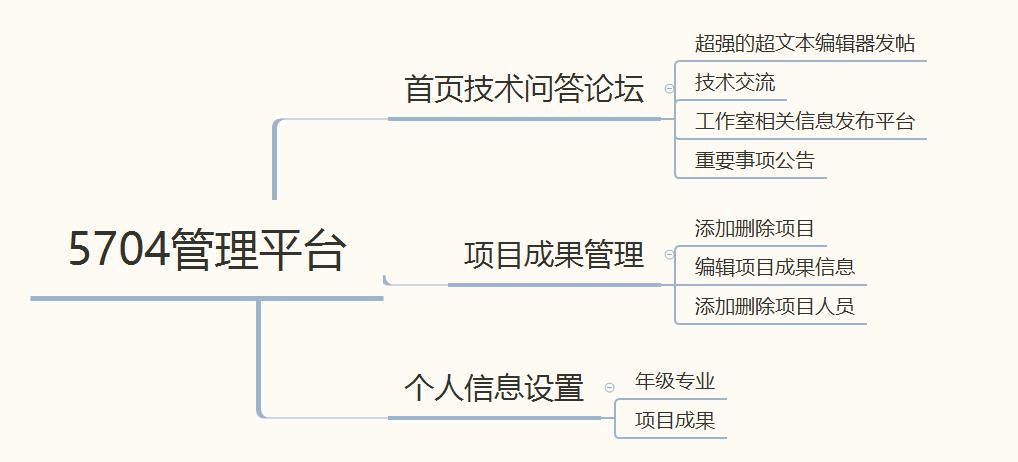 5704管理平台
首页技术问答论坛
超强的超文本编辑器发帖
技术交流
工作室相关信息发布平台
重要事项公告
项目成果管理
添加删除项目
编辑项目成果信息
添加删除项目人员
个人信息设置
年级专业
项目成果